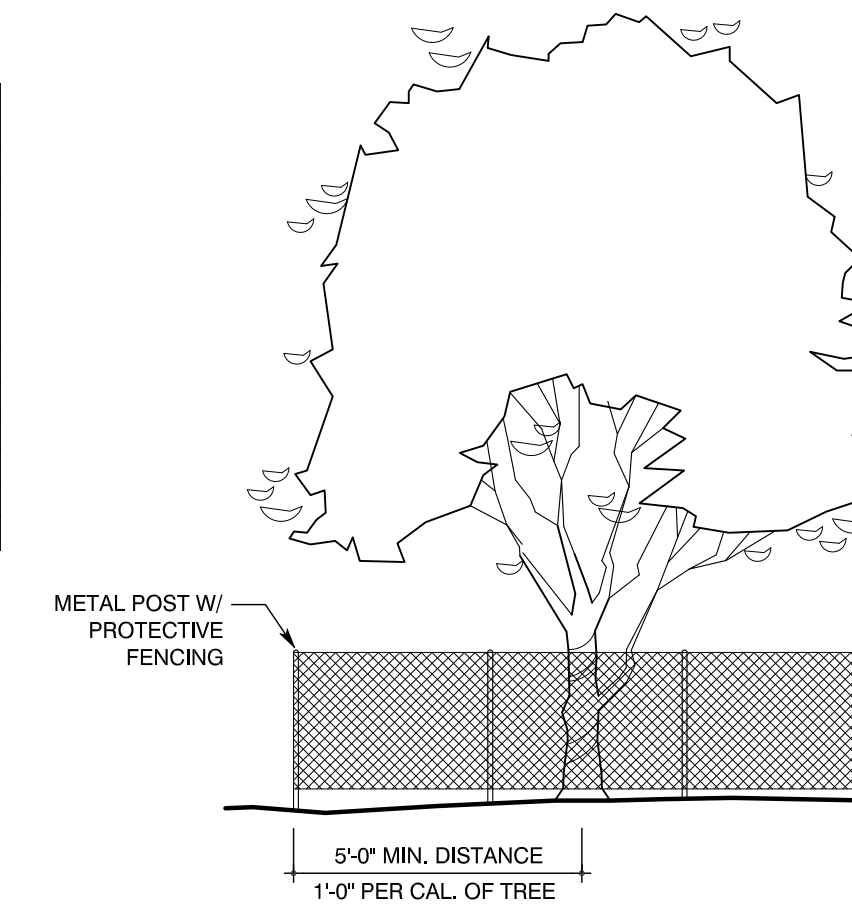 METAL POST W/
PROTECTIVE
FENCING
5'-0" MIN. DISTANCE
1'-0" PER CAL. OF TREE